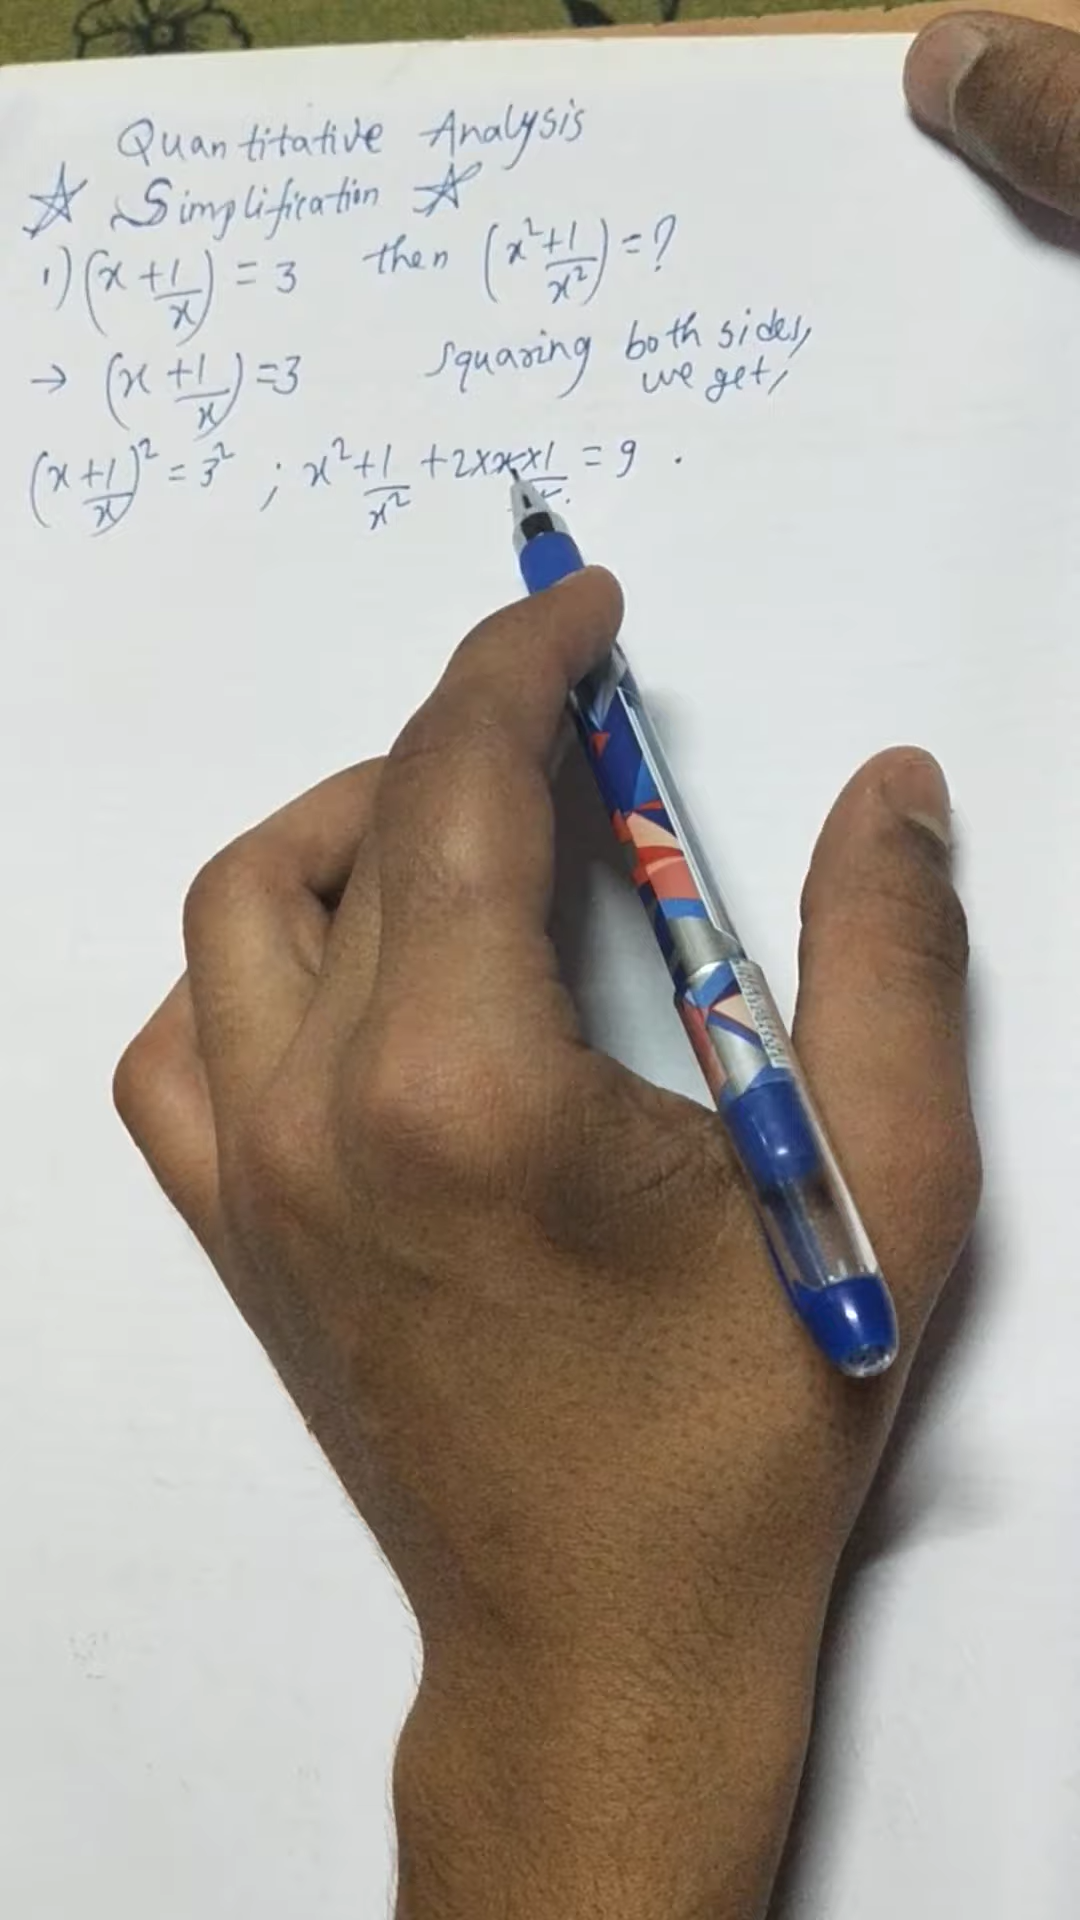 Quantitative Analysis
☆ Simplification ☆
1) (x + 1/x) = 3 then (x² + 1/x²) = ?
→ (x + 1/x) = 3 squaring both sides,
we get,
(x + 1/x)² = 3² ; x² + 1/x² + 2 × x × 1/x = 9 .